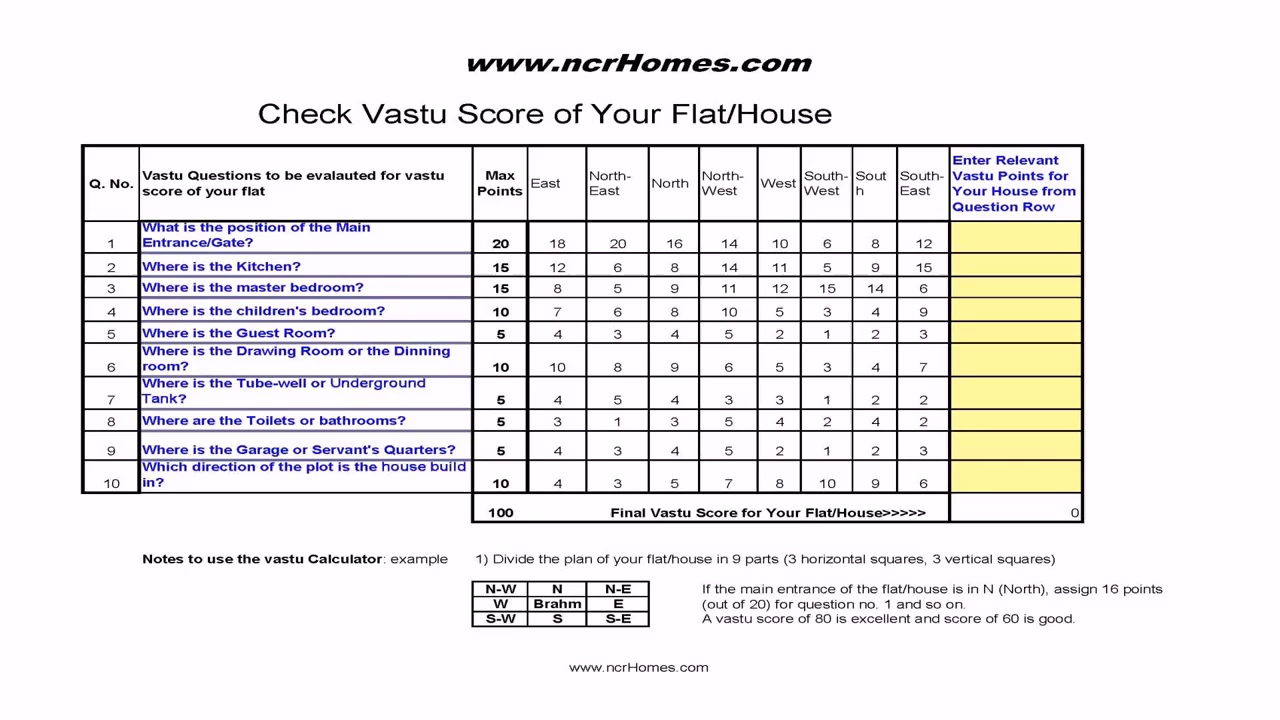 www.ncrHomes.com
Check Vastu Score of Your Flat/House
Q. No. Vastu Questions to be evalauted for vastu score of your flat Max Points East North-East North North-West West South-West South South-East Enter Relevant Vastu Points for Your House from Question Row
1 What is the position of the Main Entrance/Gate? 20 18 20 16 14 10 6 8 12
2 Where is the Kitchen? 15 12 6 8 14 11 5 9 15
3 Where is the master bedroom? 15 8 5 9 11 12 15 14 6
4 Where is the children's bedroom? 10 7 6 8 10 5 3 4 9
5 Where is the Guest Room? 5 4 3 4 5 2 1 2 3
6 Where is the Drawing Room or the Dinning room? 10 10 8 9 6 5 3 4 7
7 Where is the Tube-well or Underground Tank? 5 4 5 4 3 3 1 2 2
8 Where are the Toilets or bathrooms? 5 3 1 3 5 4 2 4 2
9 Where is the Garage or Servant's Quarters? 5 4 3 4 5 2 1 2 3
10 Which direction of the plot is the house build in? 10 4 3 5 7 8 10 9 6
100 Final Vastu Score for Your Flat/House>>>>> 0
Notes to use the vastu Calculator: example 1) Divide the plan of your flat/house in 9 parts (3 horizontal squares, 3 vertical squares)
N-W N N-E
W Brahm E
S-W S S-E
If the main entrance of the flat/house is in N (North), assign 16 points
(out of 20) for question no. 1 and so on.
A vastu score of 80 is excellent and score of 60 is good.
www.ncrHomes.com